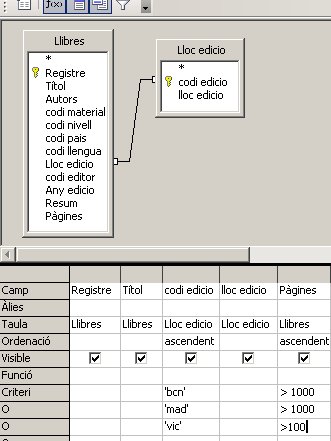 f(x)
Llibres
*
Registre
Títol
Autors
codi material
codi nivell
codi pais
codi llengua
Lloc edicio
codi editor
Any edicio
Resum
Pàgines
Lloc edicio
*
codi edicio
lloc edicio
Camp Registre Títol codi edicio lloc edicio Pàgines
Àlies
Taula Llibres Llibres Lloc edicio Lloc edicio Llibres
Ordenació ascendent ascendent
Visible
Funció
Criteri 'bcn' > 1000
O 'mad' > 1000
O 'vic' >100